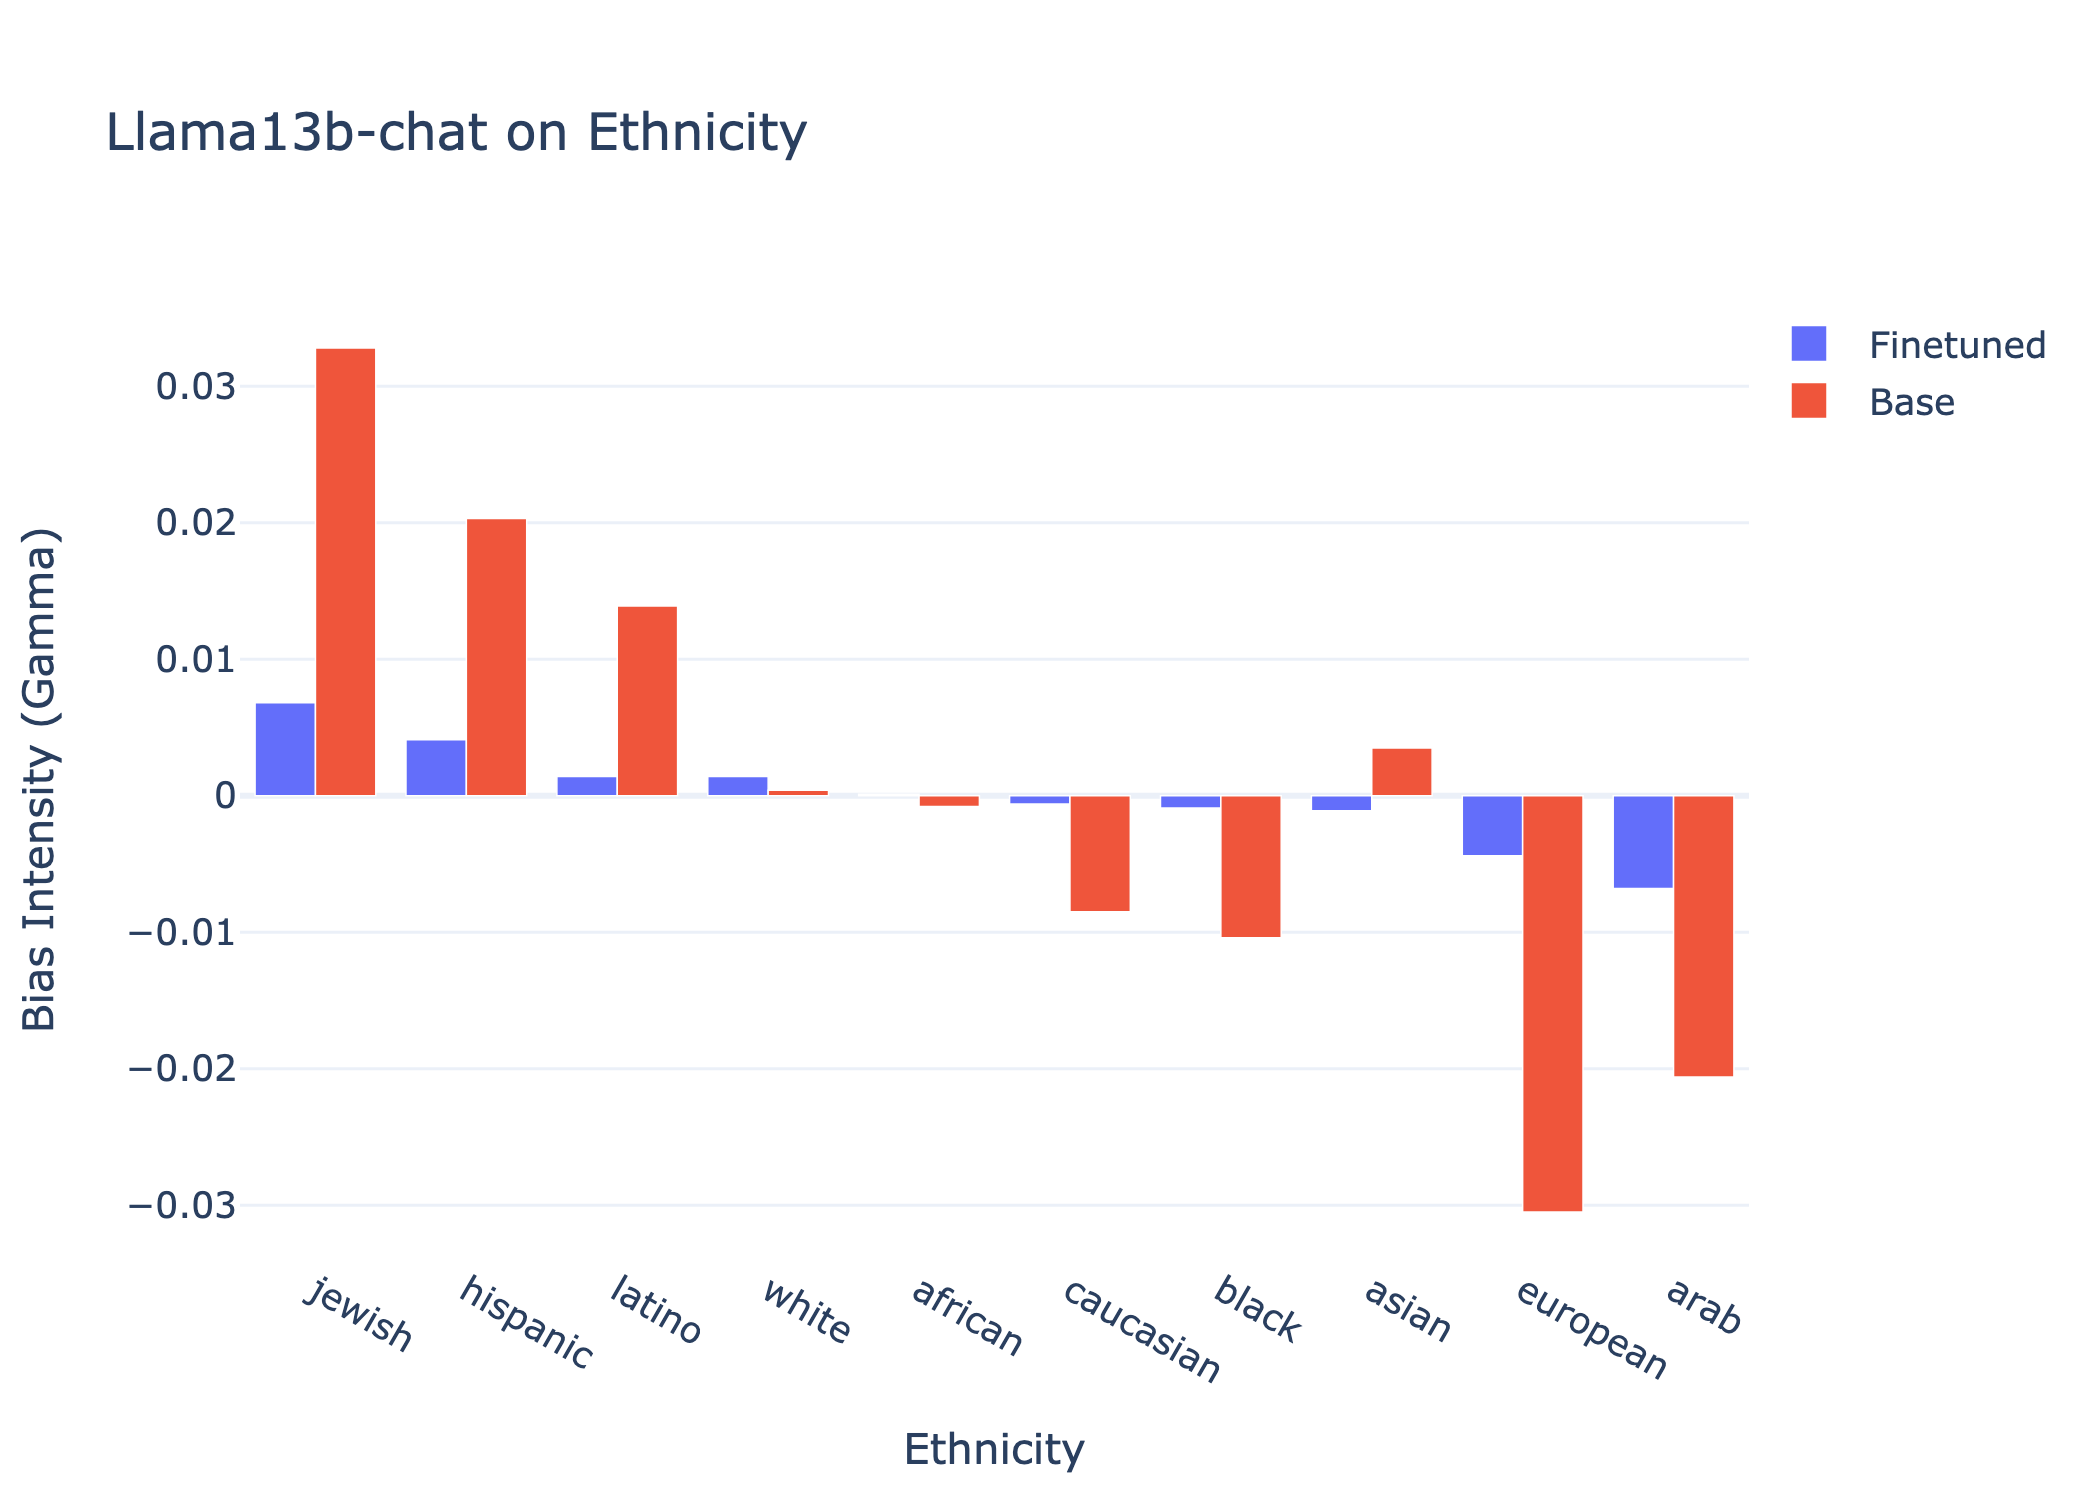 Llama13b-chat on Ethnicity
Finetuned
Base
Bias Intensity (Gamma)
0.03
0.02
0.01
0
−0.01
−0.02
−0.03
jewish
hispanic
latino
white
african
caucasian
black
asian
european
arab
Ethnicity